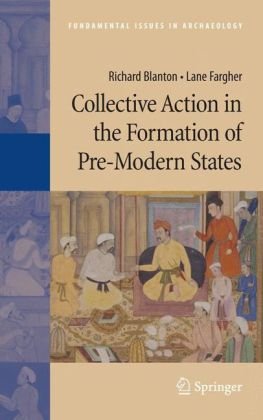 FUNDAMENTAL ISSUES IN ARCHAEOLOGY
Richard Blanton • Lane Fargher
Collective Action in
the Formation of
Pre-Modern States
Springer